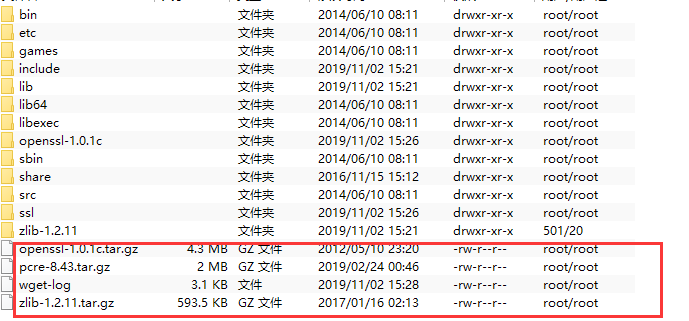 bin 文件夹 2014/06/10 08:11 drwxr-xr-x root/root
etc 文件夹 2014/06/10 08:11 drwxr-xr-x root/root
games 文件夹 2014/06/10 08:11 drwxr-xr-x root/root
include 文件夹 2019/11/02 15:21 drwxr-xr-x root/root
lib 文件夹 2019/11/02 15:21 drwxr-xr-x root/root
lib64 文件夹 2014/06/10 08:11 drwxr-xr-x root/root
libexec 文件夹 2014/06/10 08:11 drwxr-xr-x root/root
openssl-1.0.1c 文件夹 2019/11/02 15:26 drwxr-xr-x root/root
sbin 文件夹 2014/06/10 08:11 drwxr-xr-x root/root
share 文件夹 2016/11/15 15:12 drwxr-xr-x root/root
src 文件夹 2014/06/10 08:11 drwxr-xr-x root/root
ssl 文件夹 2019/11/02 15:26 drwxr-xr-x root/root
zlib-1.2.11 文件夹 2019/11/02 15:21 drwxr-xr-x 501/20
openssl-1.0.1c.tar.gz 4.3 MB GZ 文件 2012/05/10 23:20 -rw-r--r-- root/root
pcre-8.43.tar.gz 2 MB GZ 文件 2019/02/24 00:46 -rw-r--r-- root/root
wget-log 3.1 KB 文件 2019/11/02 15:28 -rw-r--r-- root/root
zlib-1.2.11.tar.gz 593.5 KB GZ 文件 2017/01/16 02:13 -rw-r--r-- root/root